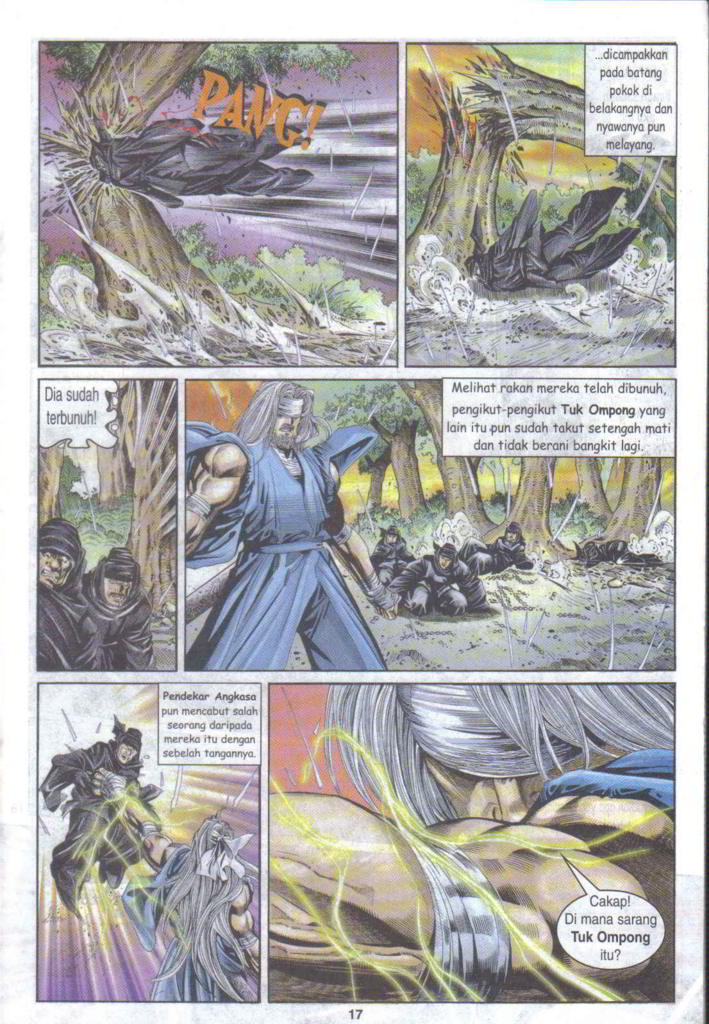 PANG!
...dicampakkan
pada batang
pokok di
belakangnya dan
nyawanya pun
melayang.
Dia sudah
terbunuh!
Melihat rakan mereka telah dibunuh,
pengikut-pengikut Tuk Ompong yang
lain itu pun sudah takut setengah mati
dan tidak berani bangkit lagi.
Pendekar Angkasa
pun mencabut salah
seorang daripada
mereka itu dengan
sebelah tangannya.
Cakap!
Di mana sarang
Tuk Ompong
itu?
17